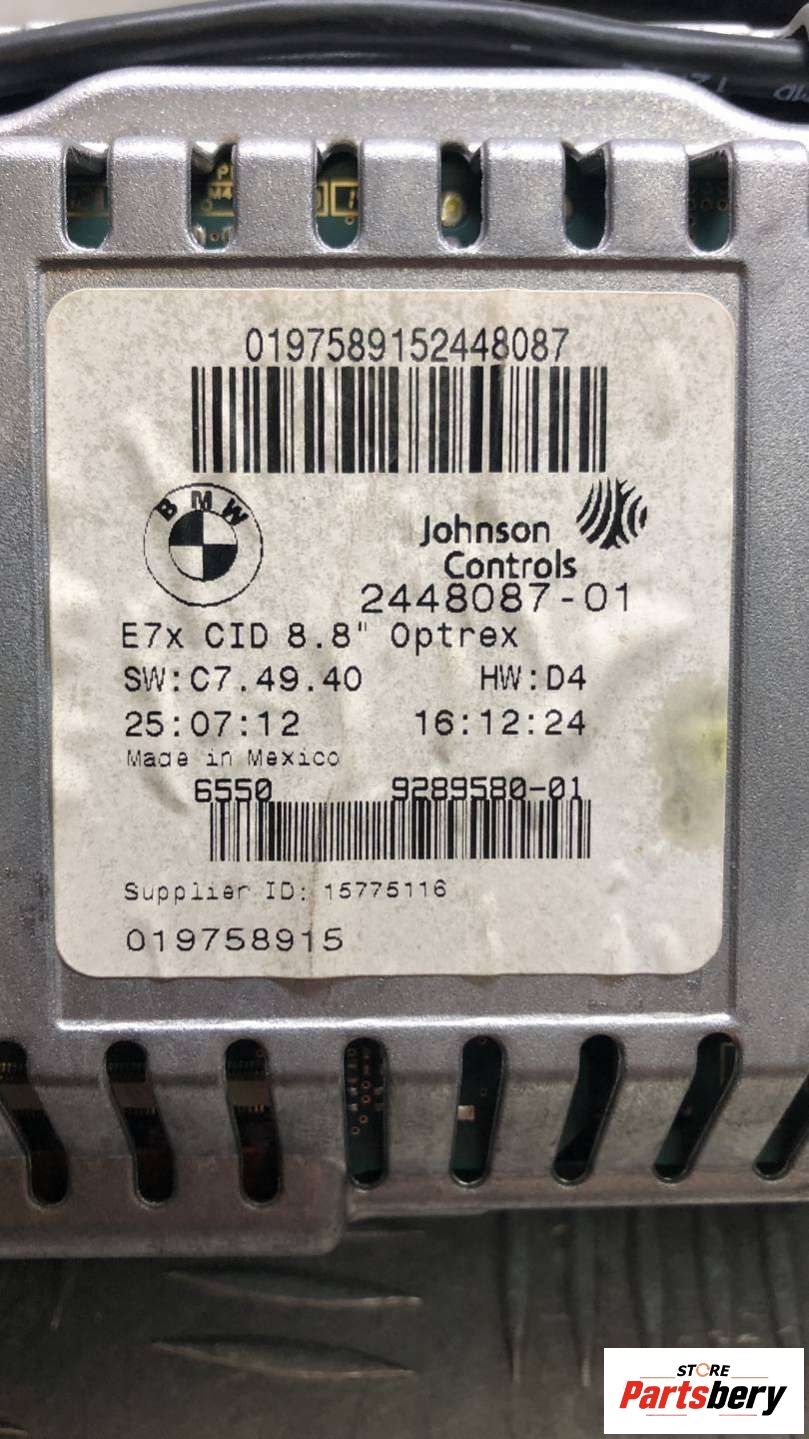 0197589152448087
BMW
Johnson
Controls
2448087-01
E7x CID 8.8" Optrex
SW:C7.49.40 HW:D4
25:07:12 16:12:24
Made in Mexico
6550 9289580-01
Supplier ID: 15775116
019758915
STORE
Partsbery